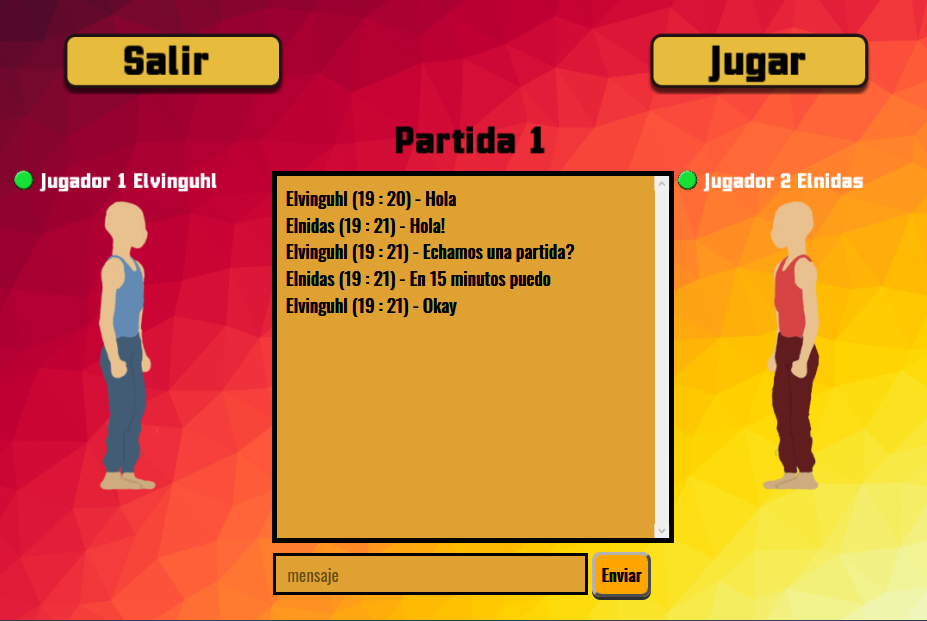 Salir
Jugar
Partida 1
Jugador 1 Elvinguhl
Jugador 2 Elnidas
Elvinguhl (19 : 20) - Hola
Elnidas (19 : 21) - Hola!
Elvinguhl (19 : 21) - Echamos una partida?
Elnidas (19 : 21) - En 15 minutos puedo
Elvinguhl (19 : 21) - Okay
mensaje
Enviar